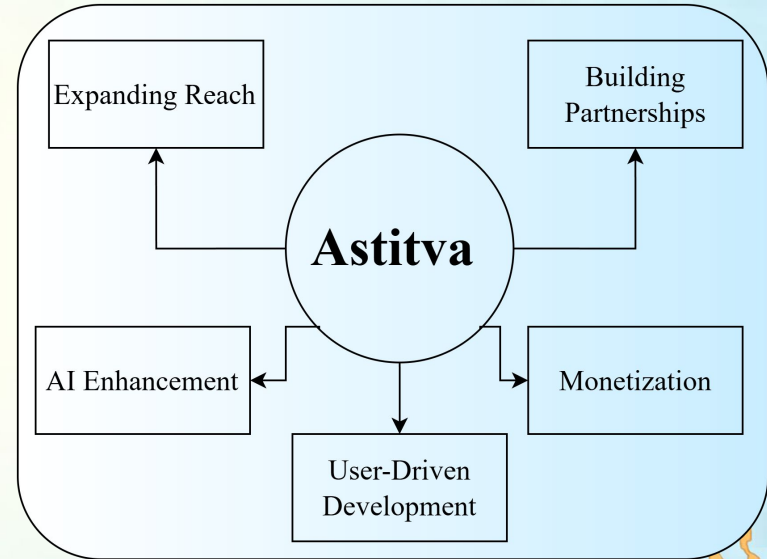 Expanding Reach
Building
Partnerships
Astitva
AI Enhancement
Monetization
User-Driven
Development